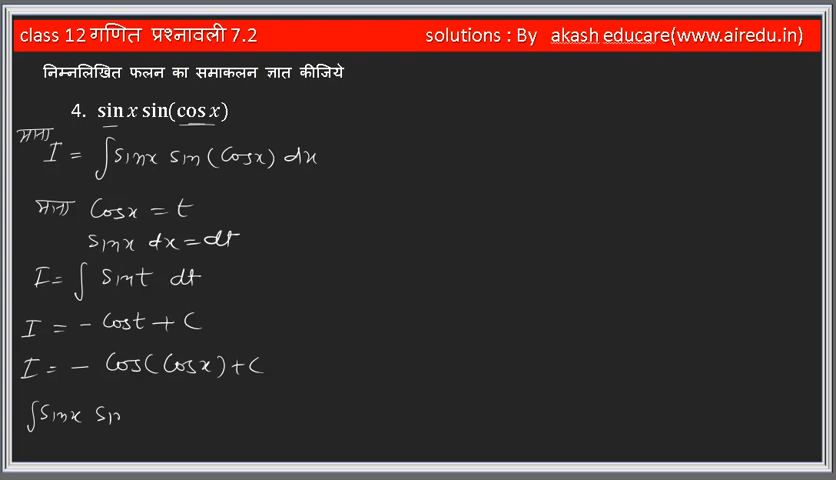 class 12 गणित प्रश्नावली 7.2 solutions : By akash educare(www.airedu.in)
निम्नलिखित फलन का समाकलन ज्ञात कीजिये
4. sin x sin(cos x)
माना
I = ∫sinx sin(cosx) dx
माना cosx = t
sinx dx = dt
I = ∫ sint dt
I = - cost + C
I = - cos(cosx) + C
∫sinx sin